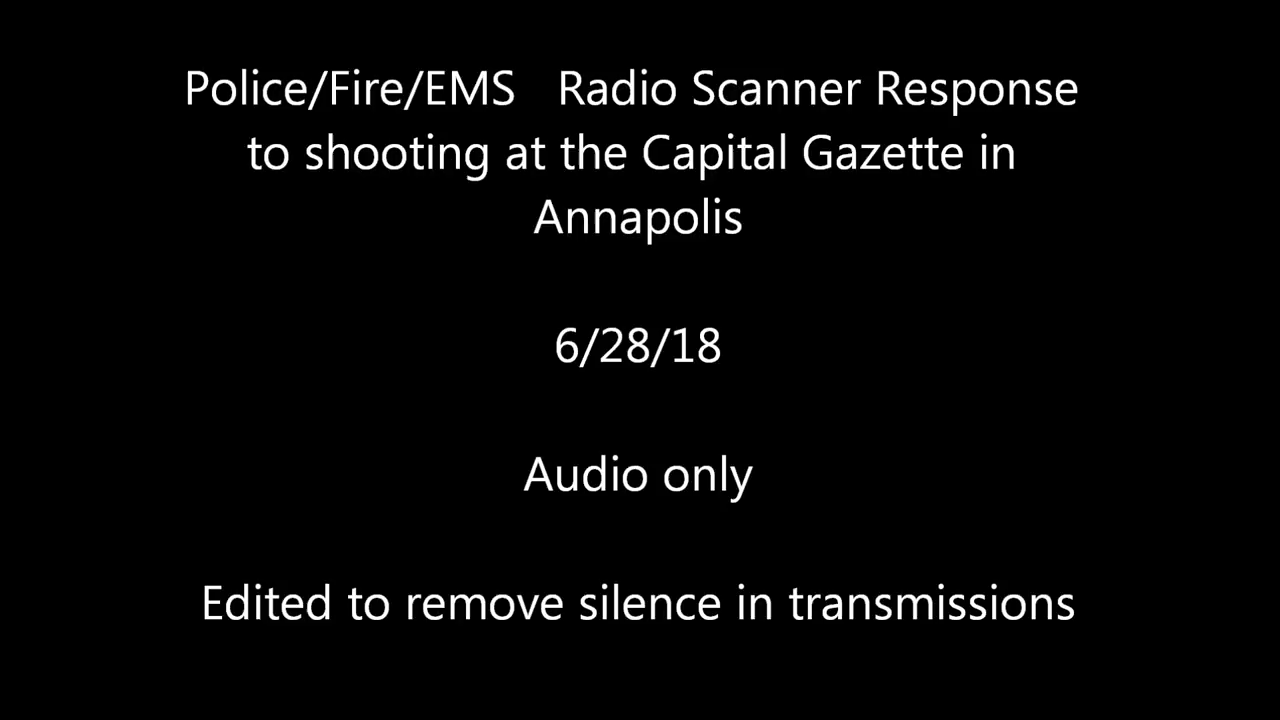 Police/Fire/EMS   Radio Scanner Response
to shooting at the Capital Gazette in
Annapolis
6/28/18
Audio only
Edited to remove silence in transmissions